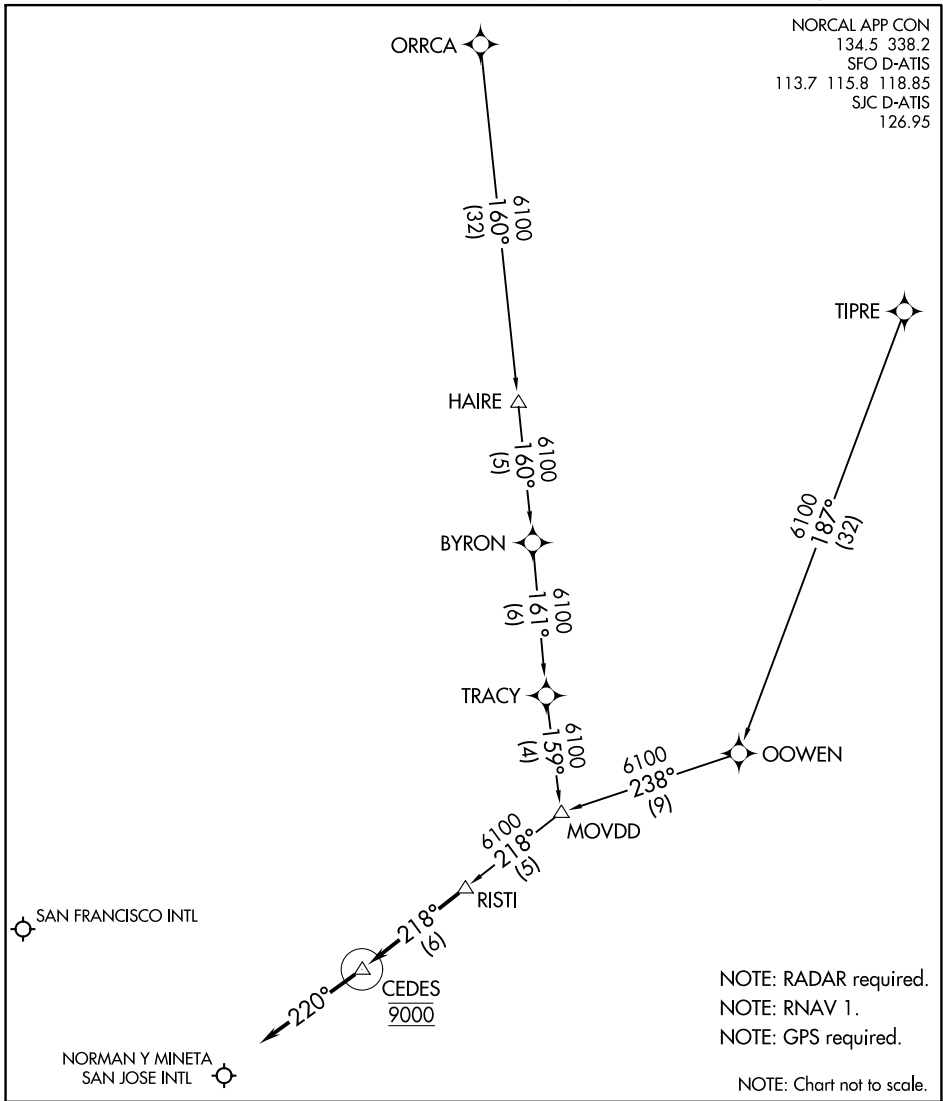 NORCAL APP CON
134.5 338.2
SFO D-ATIS
113.7 115.8 118.85
SJC D-ATIS
126.95
ORRCA
6100
160°
(32)
TIPRE
HAIRE
6100
160°
(5)
6100
187°
(32)
BYRON
6100
161°
(6)
TRACY
6100
159°
(4)
OOWEN
6100
238°
(9)
MOVDD
6100
218°
(5)
RISTI
SAN FRANCISCO INTL
218°
(6)
CEDES
9000
220°
NORMAN Y MINETA
SAN JOSE INTL
NOTE: RADAR required.
NOTE: RNAV 1.
NOTE: GPS required.
NOTE: Chart not to scale.